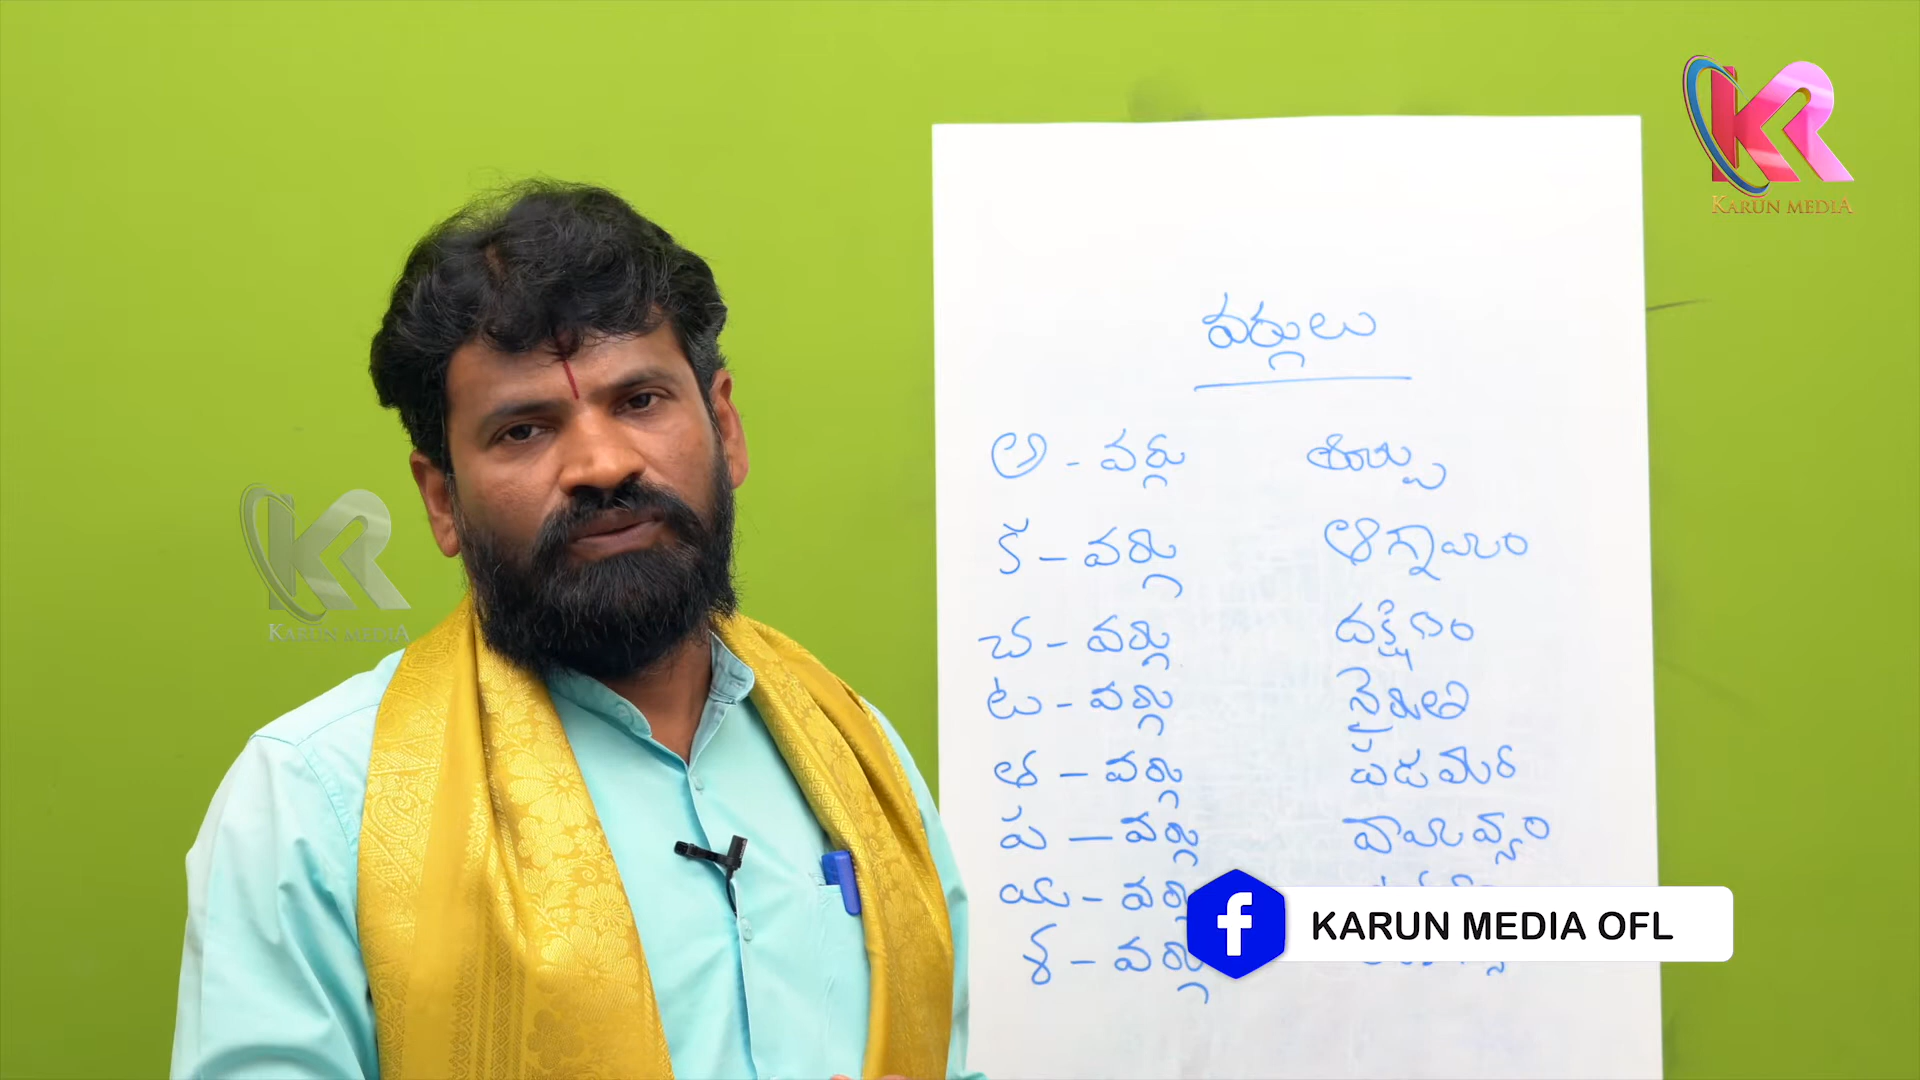 KARUN MEDIA
వర్గులు
అ - వర్గు తూర్పు
క - వర్గు ఆగ్నేయం
చ - వర్గు దక్షిణం
ట - వర్గు నైఋతి
త - వర్గు పడమర
ప - వర్గు వాయవ్యం
య - వర్గు
శ - వర్గు
KARUN MEDIA OFL
KARUN MEDIA